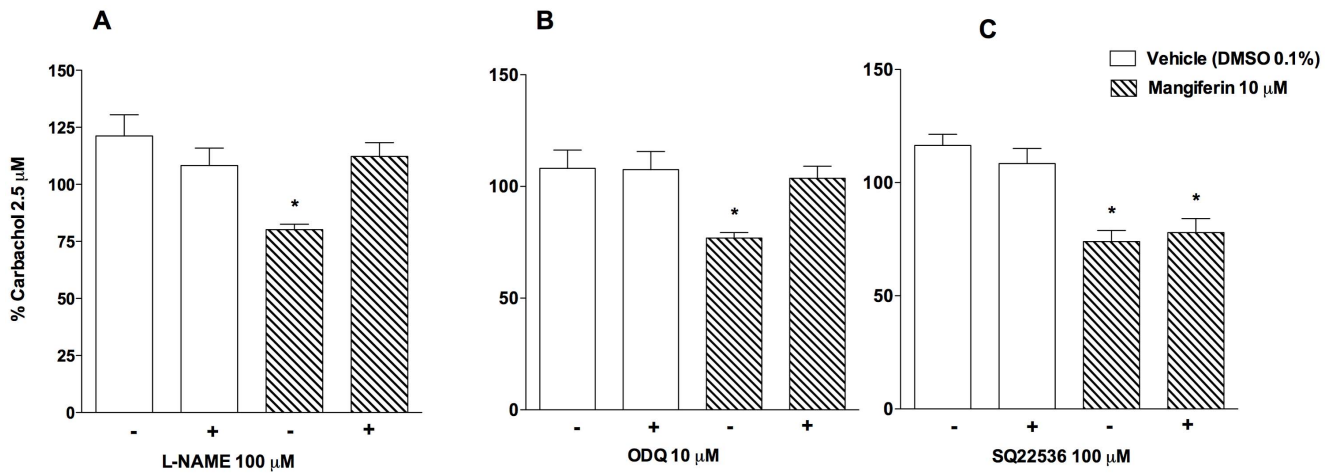 A
B
C
Vehicle (DMSO 0.1%)
Mangiferin 10 μM
% Carbachol 2.5 μM
150
125
100
75
50
25
0
*
- + - +
L-NAME 100 μM
150
100
50
0
*
- + - +
ODQ 10 μM
150
100
50
0
* *
- + - +
SQ22536 100 μM